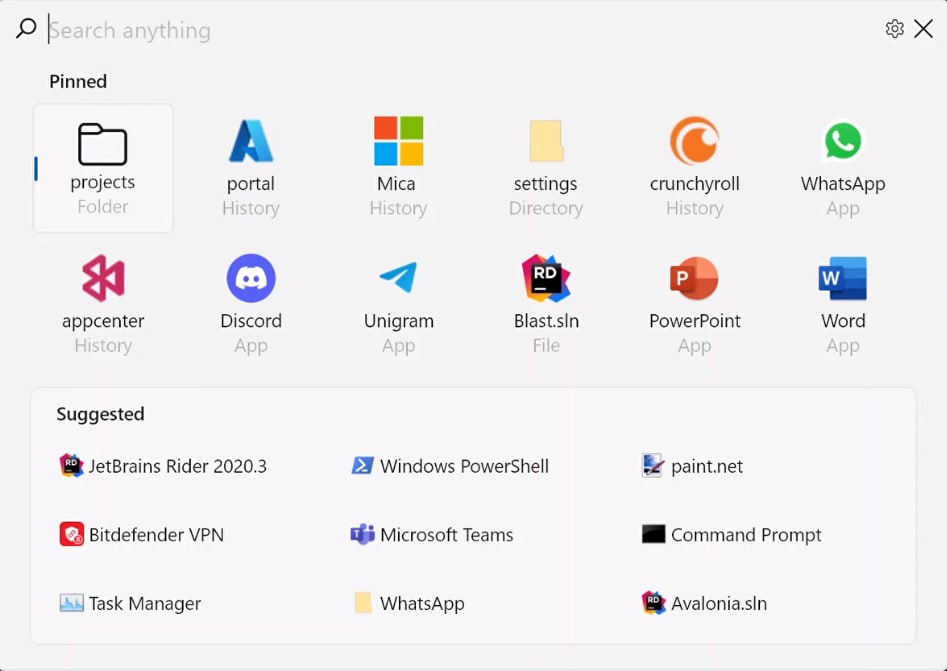 Search anything
Pinned
projects portal Mica settings crunchyroll WhatsApp
Folder History History Directory History App
appcenter Discord Unigram Blast.sln PowerPoint Word
History App App File App App
Suggested
JetBrains Rider 2020.3 Windows PowerShell paint.net
Bitdefender VPN Microsoft Teams Command Prompt
Task Manager WhatsApp Avalonia.sln